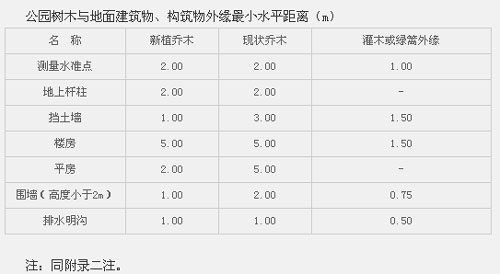 公园树木与地面建筑物、构筑物外缘最小水平距离（m）
名 称 新植乔木 现状乔木 灌木或绿篱外缘
测量水准点 2.00 2.00 1.00
地上杆柱 2.00 2.00 -
挡土墙 1.00 3.00 1.50
楼房 5.00 5.00 1.50
平房 2.00 5.00 -
围墙(高度小于2m) 1.00 2.00 0.75
排水明沟 1.00 1.00 0.50
注：同附录二注。